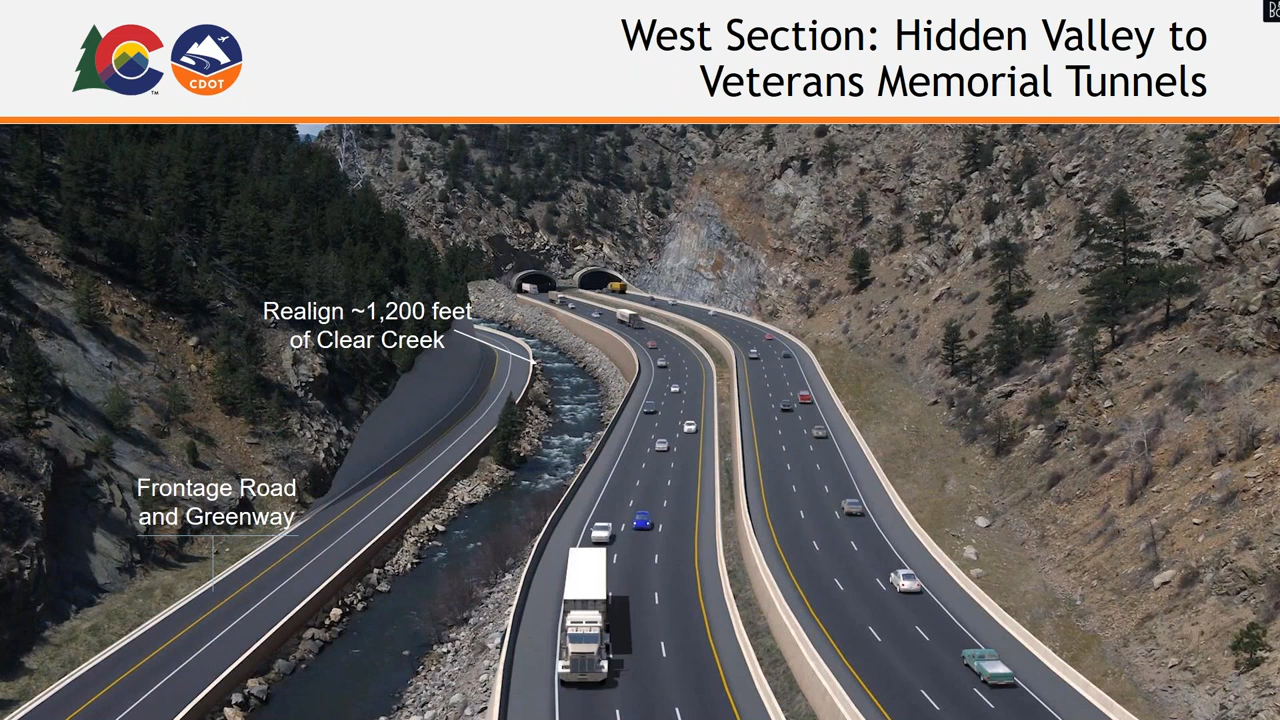 West Section: Hidden Valley to
Veterans Memorial Tunnels
CDOT
TM
Realign ~1,200 feet
of Clear Creek
Frontage Road
and Greenway